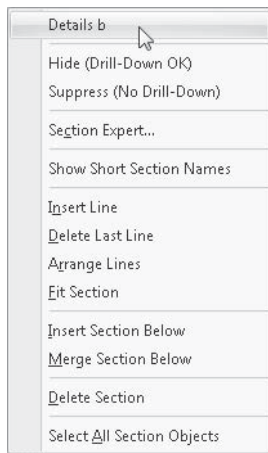 Details b
Hide (Drill-Down OK)
Suppress (No Drill-Down)
Section Expert...
Show Short Section Names
Insert Line
Delete Last Line
Arrange Lines
Fit Section
Insert Section Below
Merge Section Below
Delete Section
Select All Section Objects